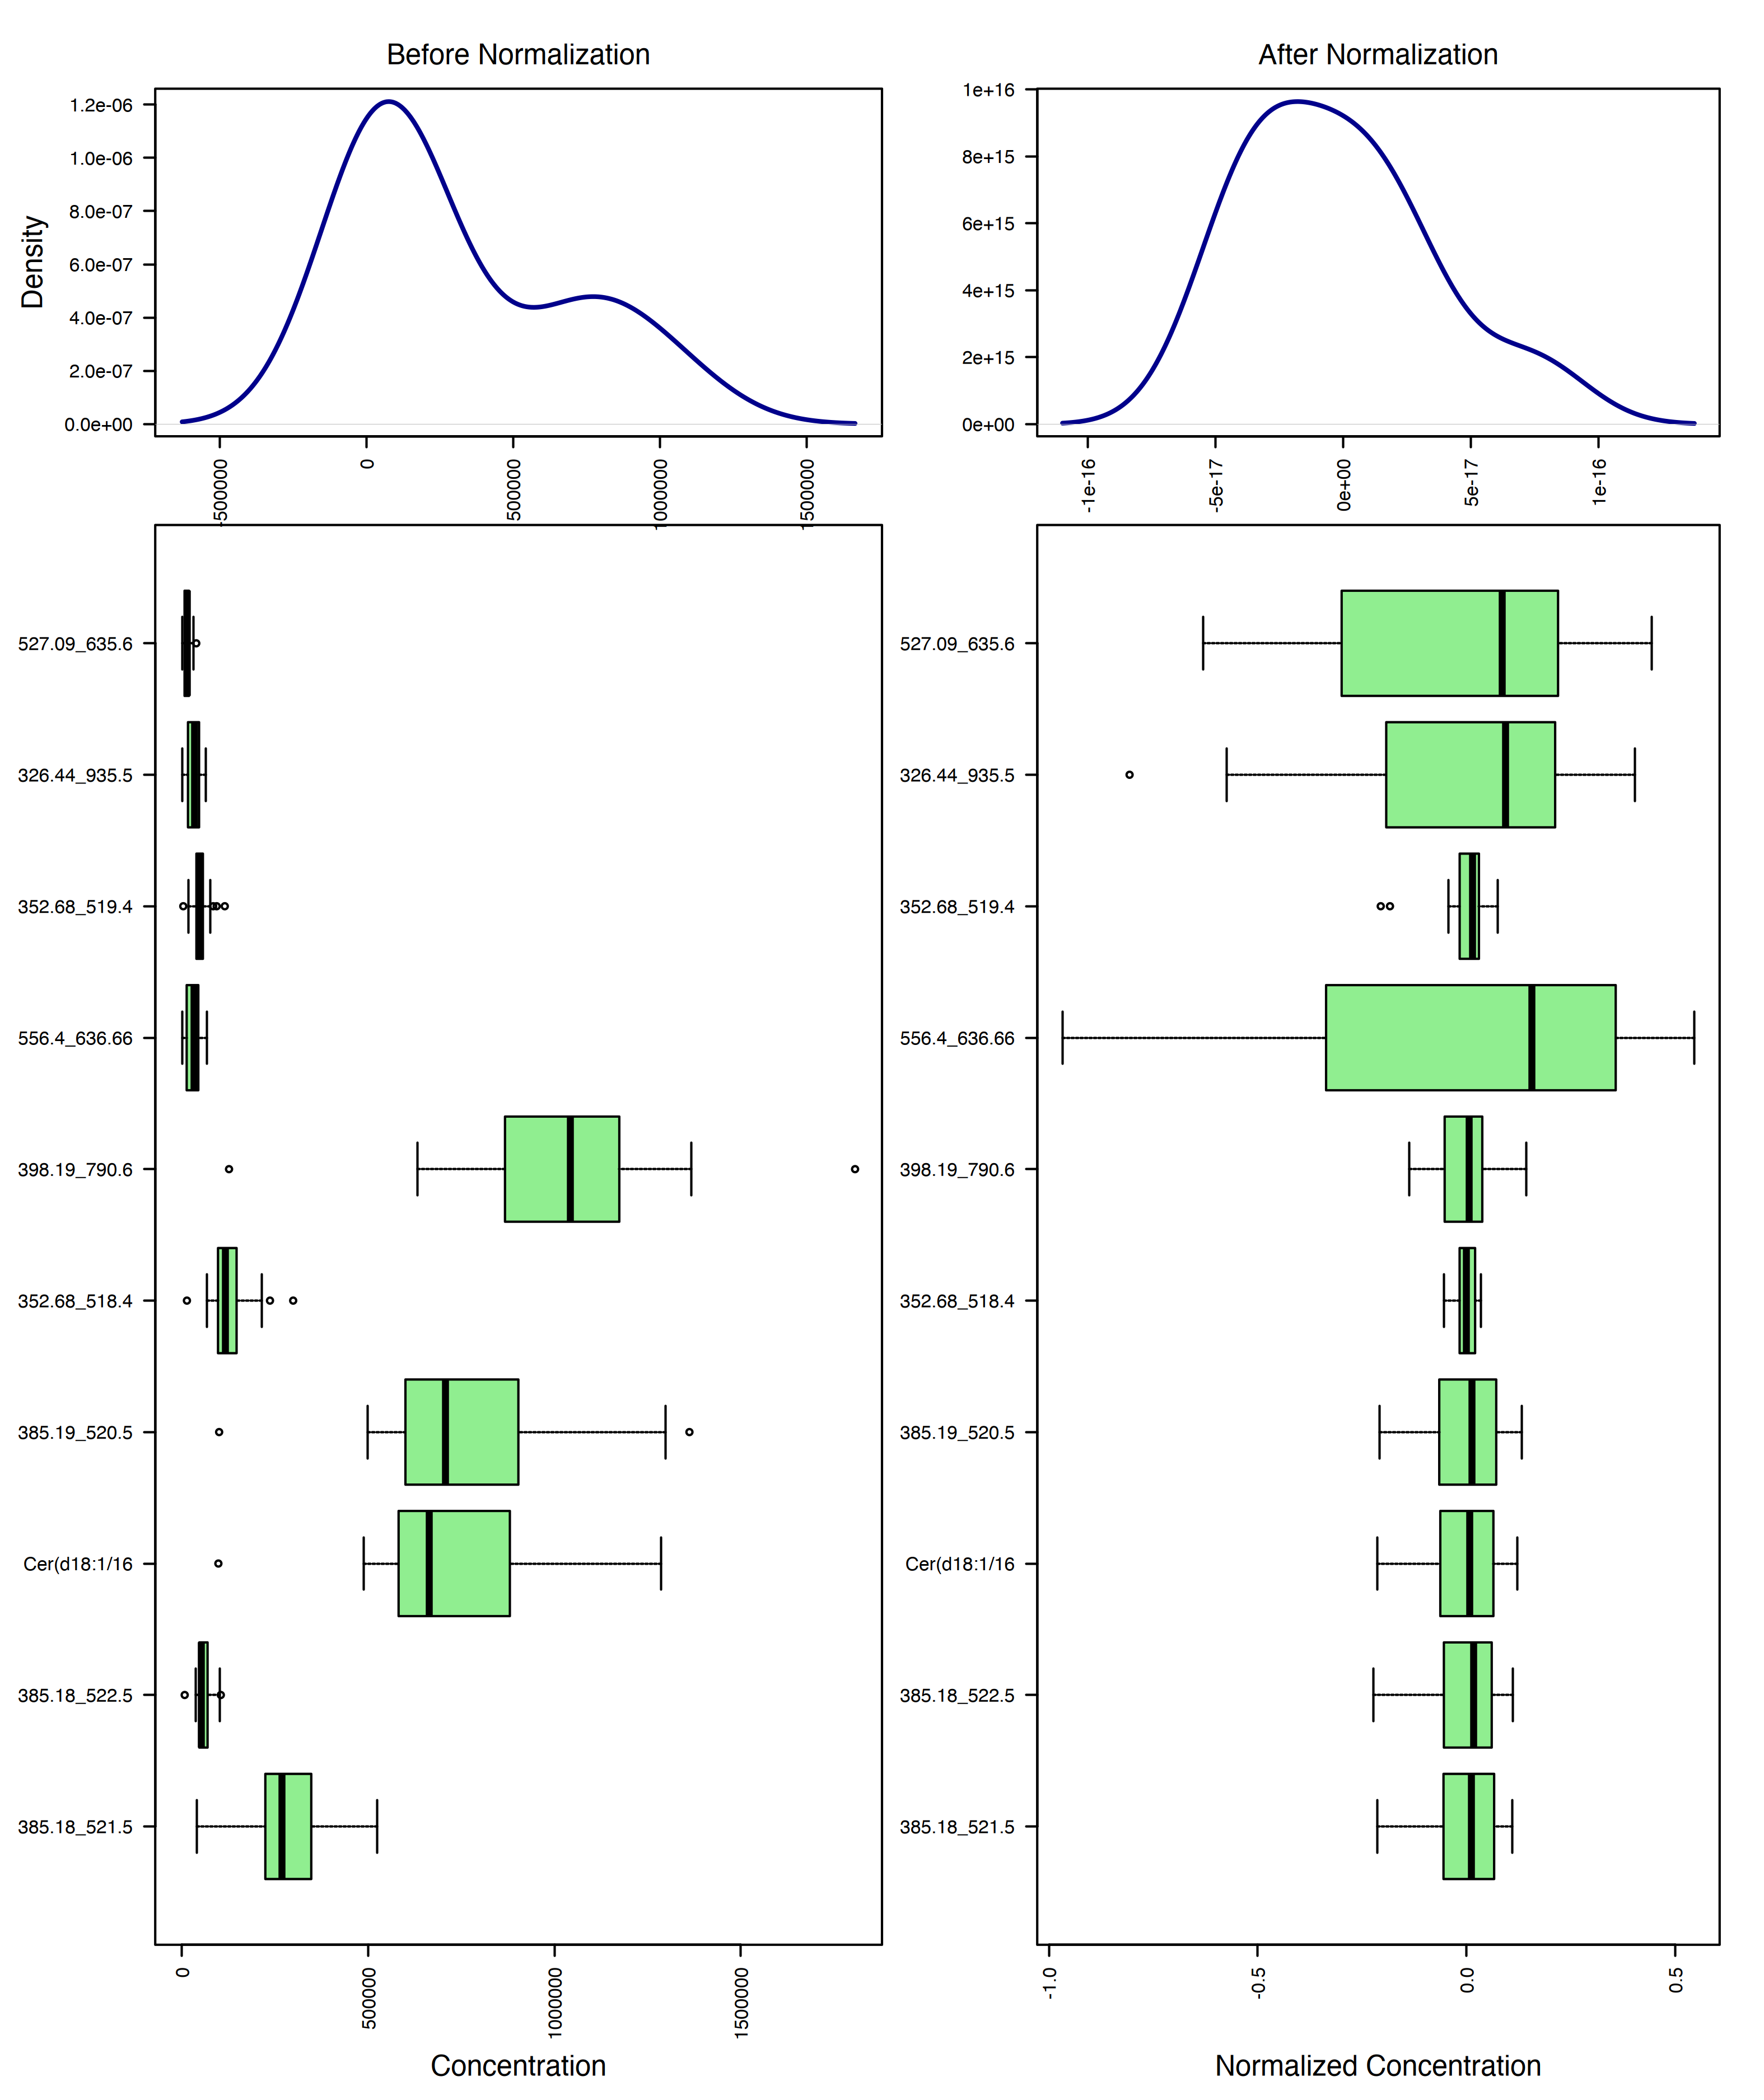 Before Normalization
1.2e-06
1.0e-06
8.0e-07
6.0e-07
4.0e-07
2.0e-07
0.0e+00
Density
-500000
0
500000
1000000
1500000
527.09_635.6
326.44_935.5
352.68_519.4
556.4_636.66
398.19_790.6
352.68_518.4
385.19_520.5
Cer(d18:1/16
385.18_522.5
385.18_521.5
0
500000
1000000
1500000
Concentration
After Normalization
1e+16
8e+15
6e+15
4e+15
2e+15
0e+00
-1e-16
-5e-17
0e+00
5e-17
1e-16
527.09_635.6
326.44_935.5
352.68_519.4
556.4_636.66
398.19_790.6
352.68_518.4
385.19_520.5
Cer(d18:1/16
385.18_522.5
385.18_521.5
-1.0
-0.5
0.0
0.5
Normalized Concentration